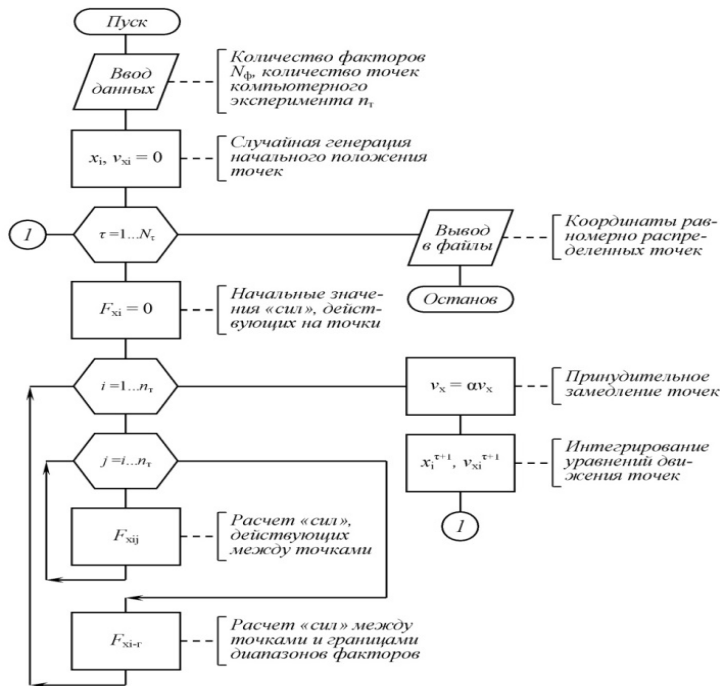 Пуск
Ввод
данных
Количество факторов
Nф, количество точек
компьютерного
эксперимента nт
xi, vxi = 0
Случайная генерация
начального положения
точек
1
τ =1...Nτ
Вывод
в файлы
Координаты рав-
номерно распре-
деленных точек
Останов
Fxi = 0
Начальные значе-
ния «сил», дейст-
вующих на точки
i =1...nт
vx = αvx
Принудительное
замедление точек
j =i...nт
xiτ+1, vxiτ+1
Интегрирование
уравнений дви-
жения точек
1
Fxij
Расчет «сил»,
действующих
между точками
Fxi-г
Расчет «сил» между
точками и границами
диапазонов факторов